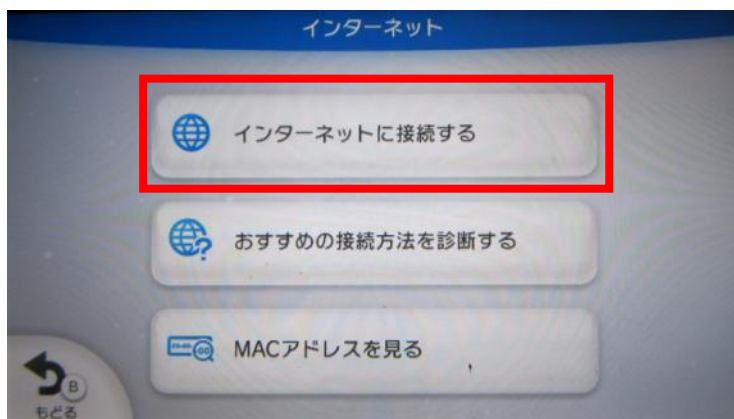 インターネット
インターネットに接続する
おすすめの接続方法を診断する
MACアドレスを見る
B
もどる